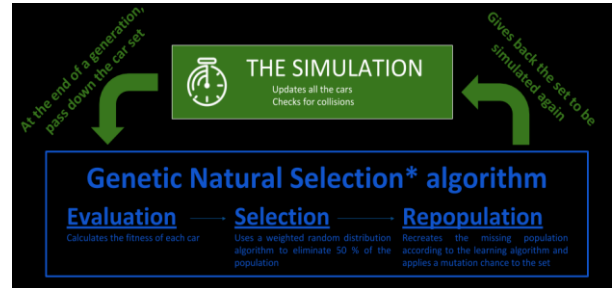 At the end of a generation,
pass down the car set
THE SIMULATION
Updates all the cars
Checks for collisions
Gives back the set to be
simulated again
Genetic Natural Selection* algorithm
Evaluation
Calculates the fitness of each car
Selection
Uses a weighted random distribution
algorithm to eliminate 50 % of the
population
Repopulation
Recreates the missing population
according to the learning algorithm and
applies a mutation chance to the set